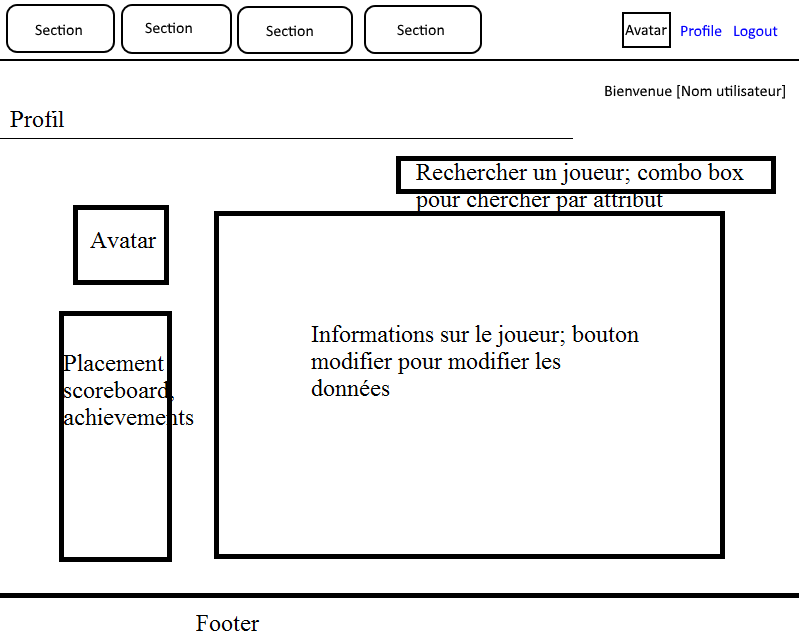 Section
Section
Section
Section
Avatar
Profile
Logout
Bienvenue [Nom utilisateur]
Profil
Rechercher un joueur; combo box
pour chercher par attribut
Avatar
Informations sur le joueur; bouton
modifier pour modifier les
données
Placement
scoreboard,
achievements
Footer